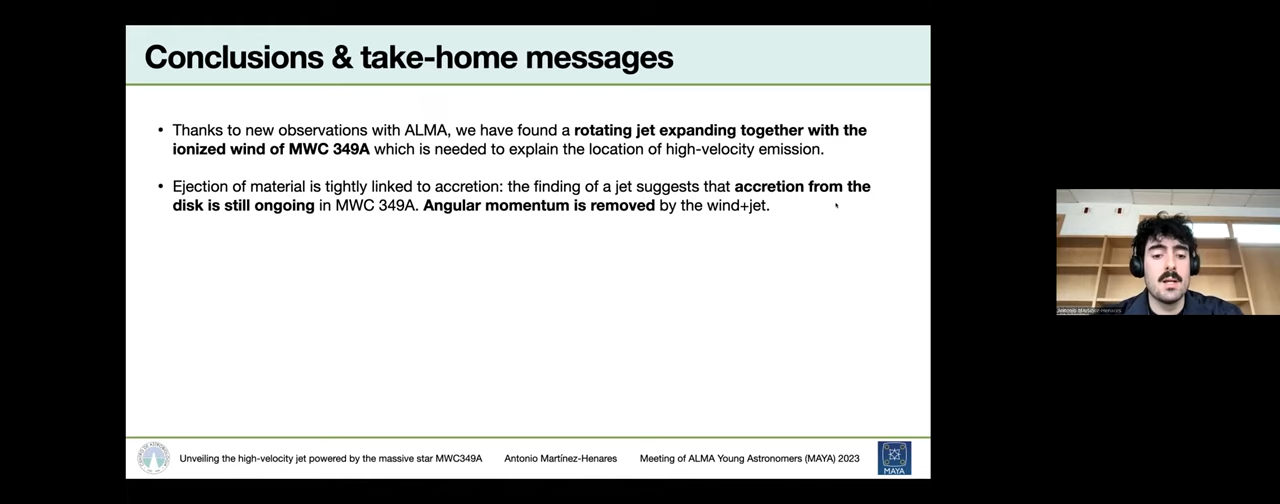 Conclusions & take-home messages
• Thanks to new observations with ALMA, we have found a rotating jet expanding together with the
ionized wind of MWC 349A which is needed to explain the location of high-velocity emission.
• Ejection of material is tightly linked to accretion: the finding of a jet suggests that accretion from the
disk is still ongoing in MWC 349A. Angular momentum is removed by the wind+jet.
Antonio Martínez-Henares
Unveiling the high-velocity jet powered by the massive star MWC349A Antonio Martínez-Henares Meeting of ALMA Young Astronomers (MAYA) 2023
MAYA